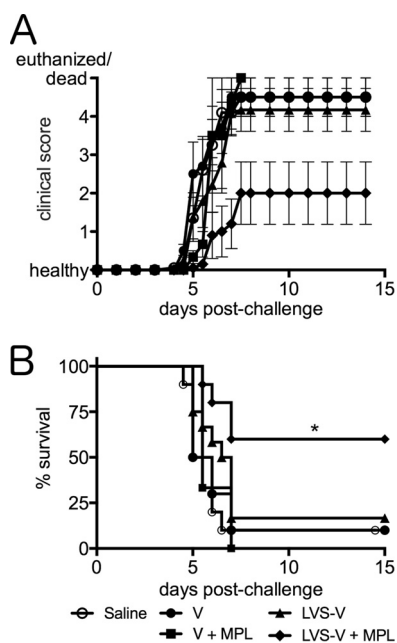 A
euthanized/
dead
4
3
2
1
healthy
clinical score
0 5 10 15
days post-challenge
B
100
75
50
25
0
% survival
0 5 10 15
days post-challenge
Saline V LVS-V
V + MPL LVS-V + MPL
*